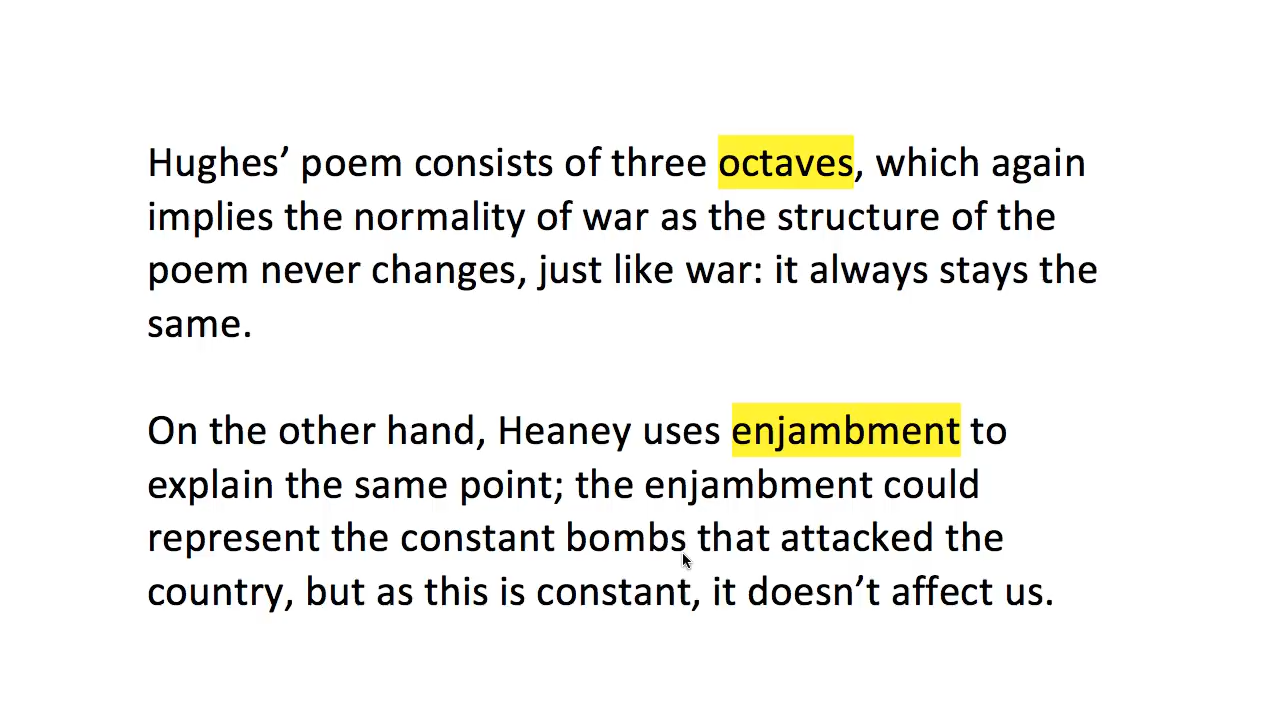 Hughes’ poem consists of three octaves, which again
implies the normality of war as the structure of the
poem never changes, just like war: it always stays the
same.
On the other hand, Heaney uses enjambment to
explain the same point; the enjambment could
represent the constant bombs that attacked the
country, but as this is constant, it doesn’t affect us.